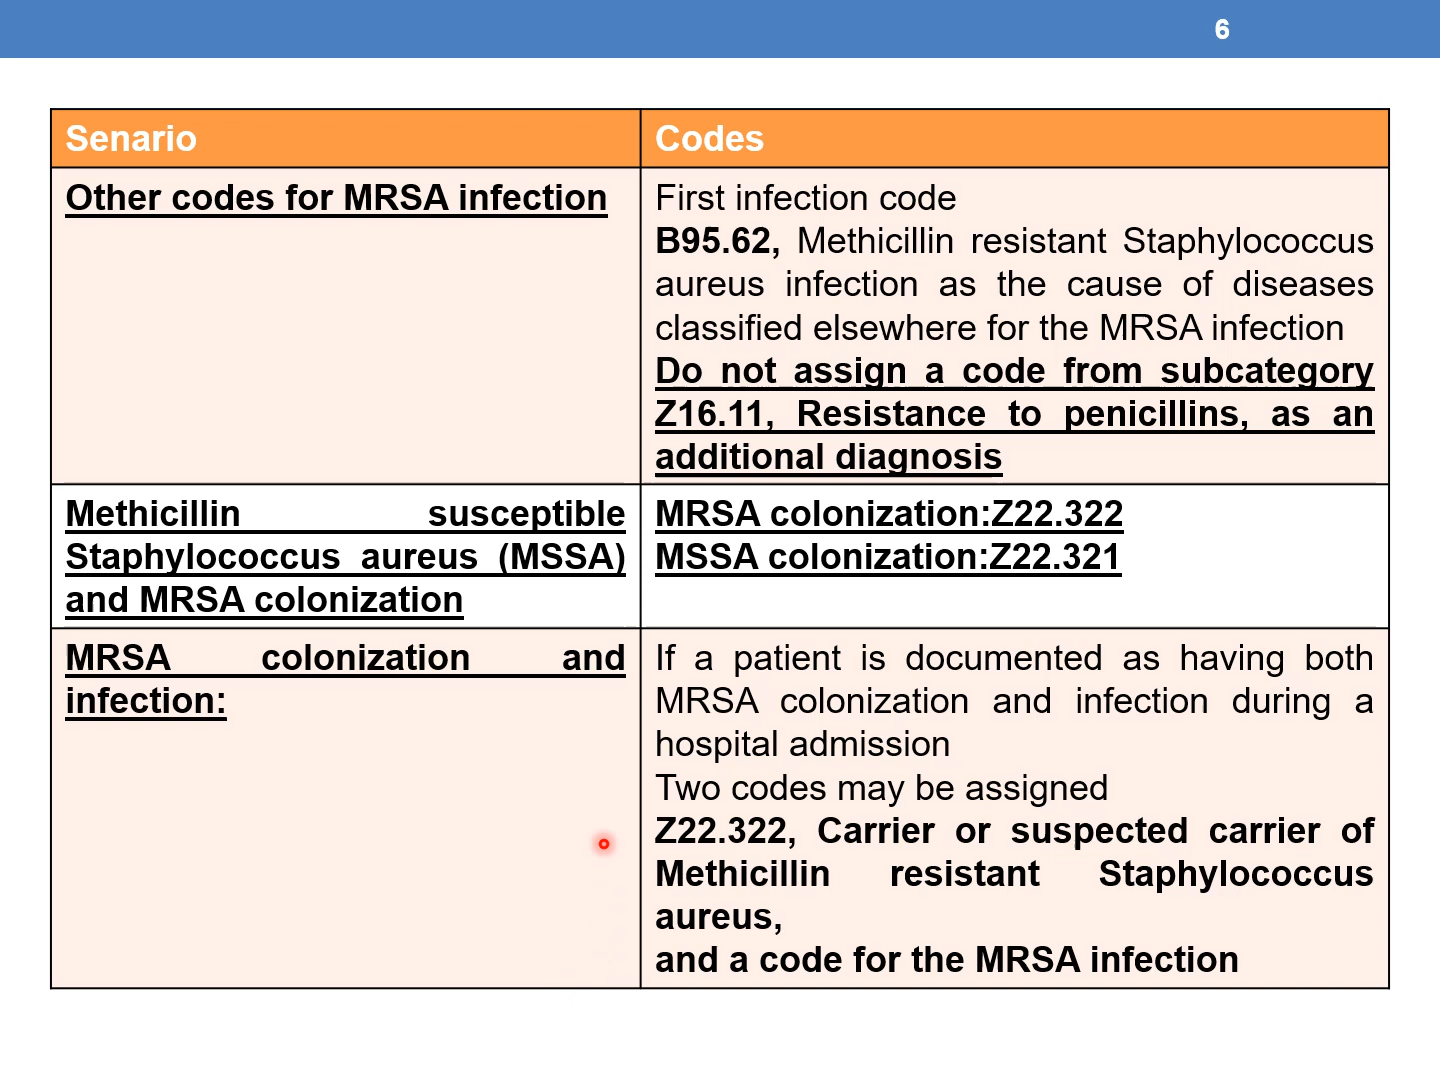 6
Senario
Codes
Other codes for MRSA infection
First infection code
B95.62, Methicillin resistant Staphylococcus
aureus infection as the cause of diseases
classified elsewhere for the MRSA infection
Do not assign a code from subcategory
Z16.11, Resistance to penicillins, as an
additional diagnosis
Methicillin susceptible
Staphylococcus aureus (MSSA)
and MRSA colonization
MRSA colonization:Z22.322
MSSA colonization:Z22.321
MRSA colonization and
infection:
If a patient is documented as having both
MRSA colonization and infection during a
hospital admission
Two codes may be assigned
Z22.322, Carrier or suspected carrier of
Methicillin resistant Staphylococcus
aureus,
and a code for the MRSA infection